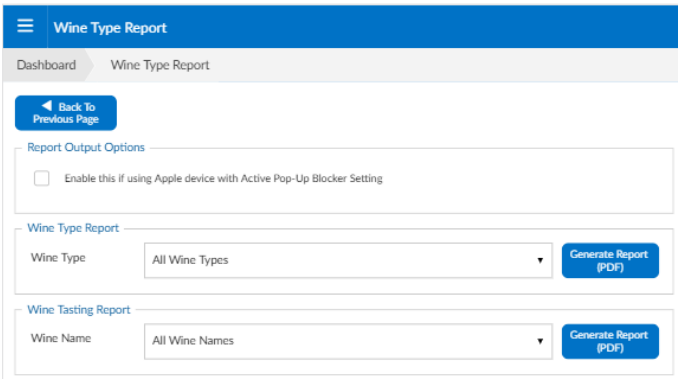 Wine Type Report
Dashboard Wine Type Report
Back To
Previous Page
Report Output Options
Enable this if using Apple device with Active Pop-Up Blocker Setting
Wine Type Report
Wine Type All Wine Types Generate Report
(PDF)
Wine Tasting Report
Wine Name All Wine Names Generate Report
(PDF)